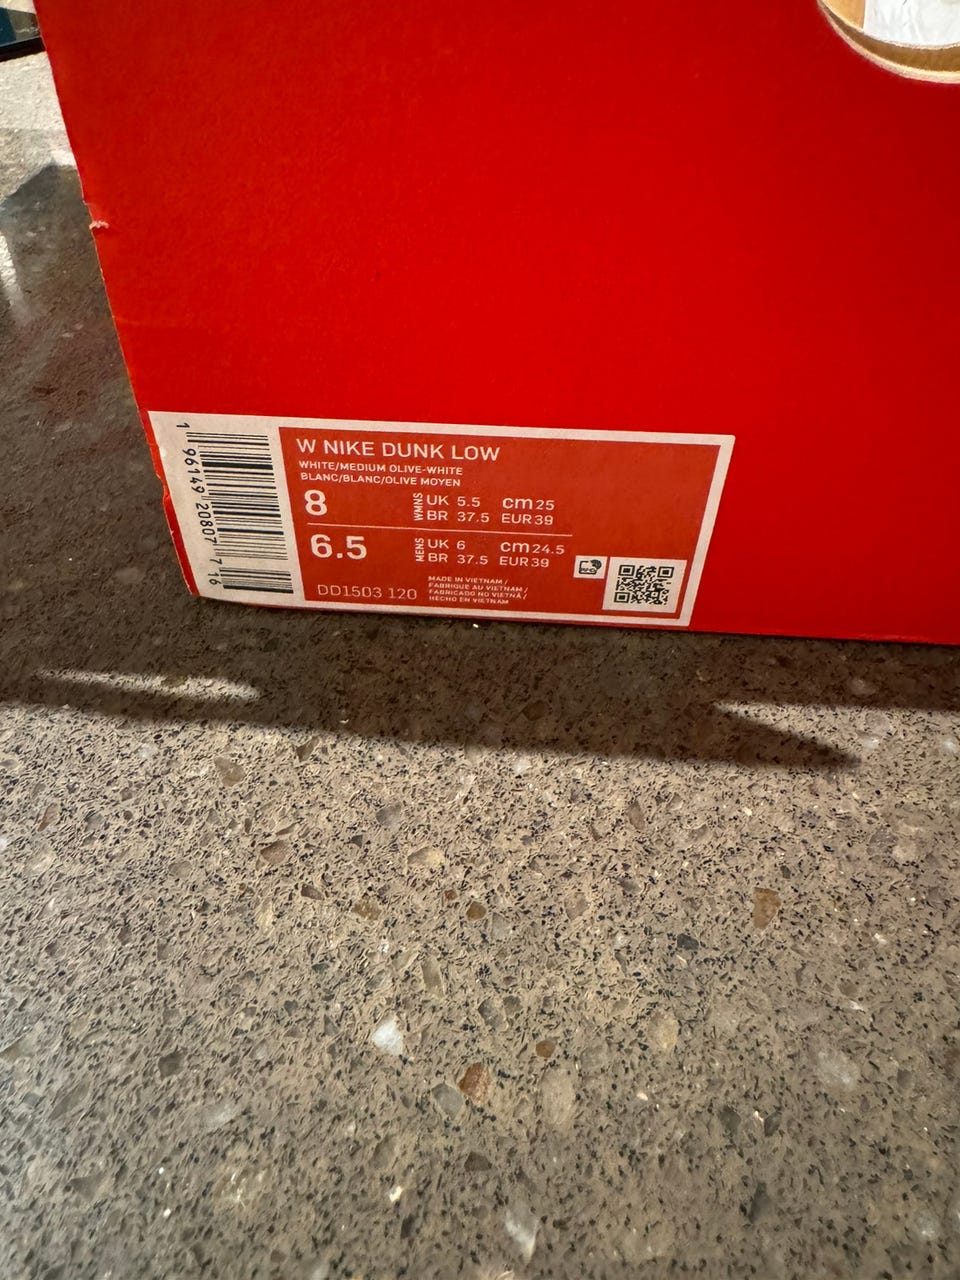 W NIKE DUNK LOW
WHITE/MEDIUM OLIVE-WHITE
BLANC/BLANC/OLIVE MOYEN
8 WMNS UK 5.5 cm 25
BR 37.5 EUR 39
6.5 MENS UK 6 cm 24.5
BR 37.5 EUR 39
DD1503 120
MADE IN VIETNAM /
FABRIQUÉ AU VIETNAM /
FABRICADO NO VIETNÃ /
HECHO EN VIETNAM
1 96149 20807 7 16